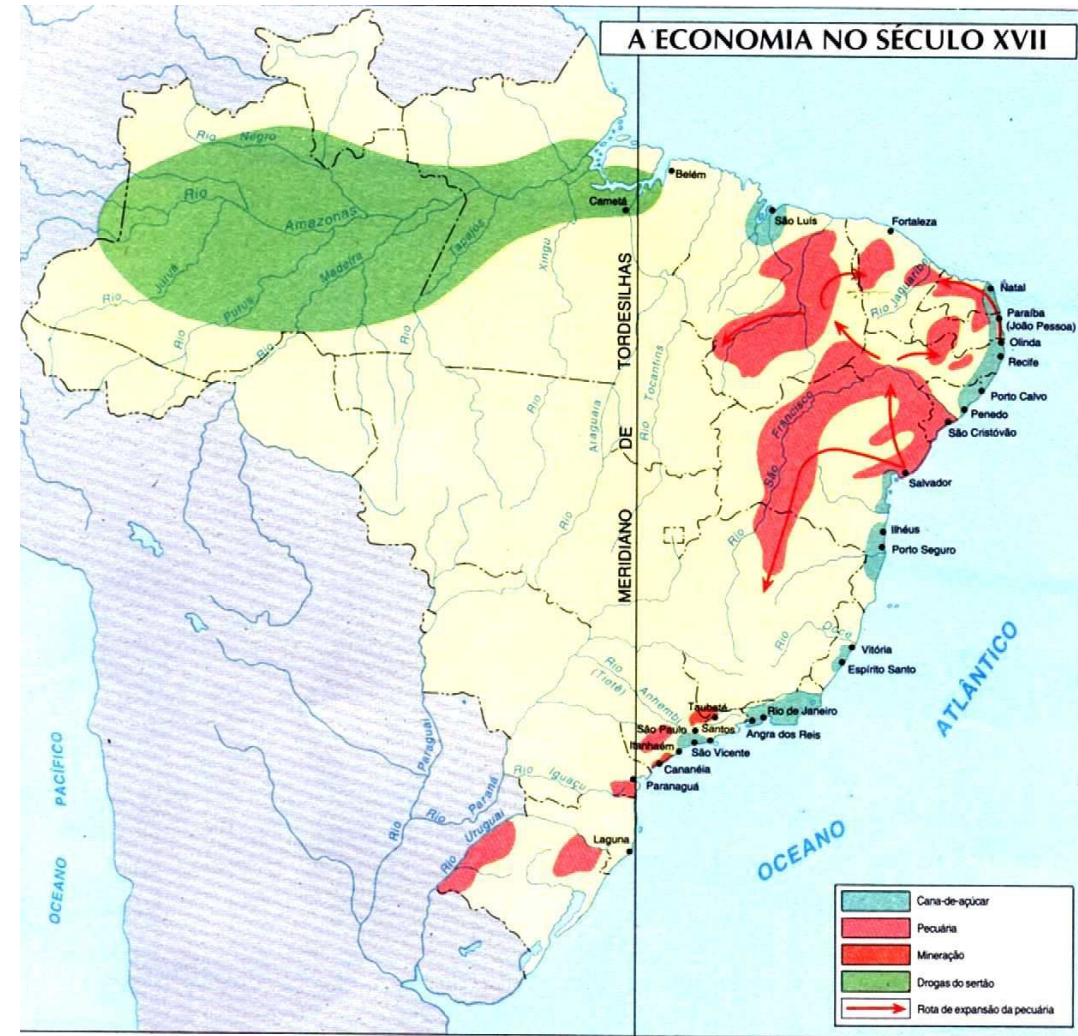 A ECONOMIA NO SÉCULO XVII
Rio Negro
Belém
Rio
Cametá
São Luís
Amazonas
Fortaleza
Tapajós
Xingu
Madeira
Rio Jaguaribe
Juruá
Purus
Rio
Rio
Rio
Rio
Rio
Natal
Paraíba
(João Pessoa)
Olinda
Recife
MERIDIANO DE TORDESILHAS
Rio Tocantins
Araguaia
Rio
Porto Calvo
Penedo
São Cristóvão
São Francisco
Rio
Salvador
Ilhéus
Porto Seguro
Rio Doce
Vitória
Espírito Santo
Rio Anhembi
(Tietê)
Taubaté
Rio de Janeiro
São Paulo
Santos
Angra dos Reis
Itanhaém
São Vicente
Cananéia
Rio Iguaçu
Paranaguá
Rio Paraguai
Rio Paraná
Rio Uruguai
Laguna
OCEANO PACÍFICO
OCEANO ATLÂNTICO
Cana-de-açúcar
Pecuária
Mineração
Drogas do sertão
Rota de expansão da pecuária